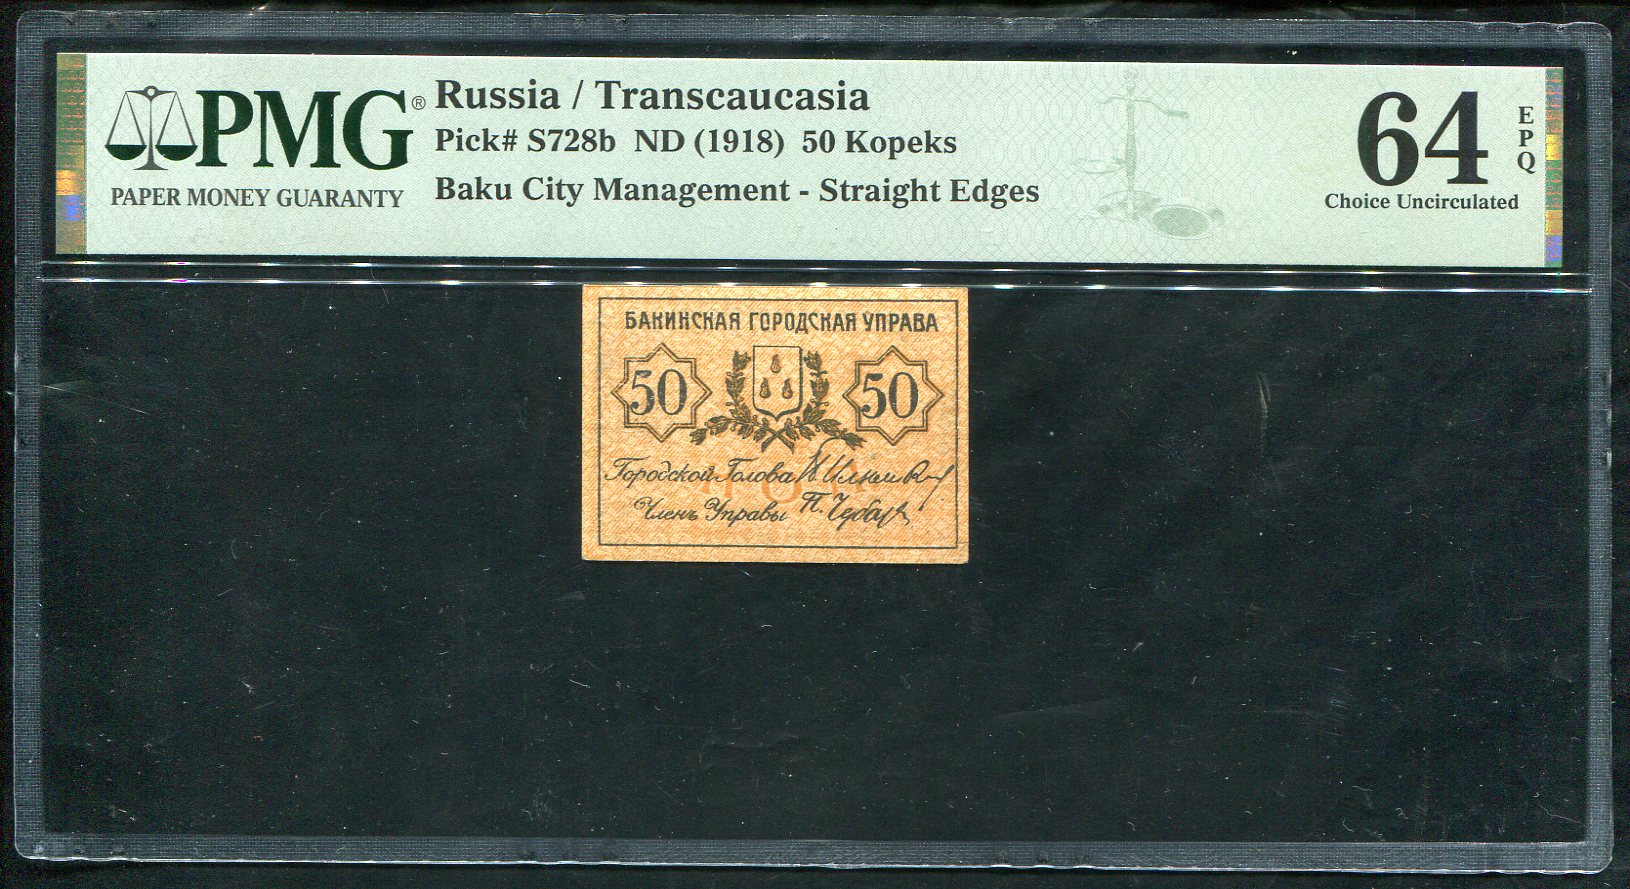 PMG®
PAPER MONEY GUARANTY
Russia / Transcaucasia
Pick# S728b ND (1918) 50 Kopeks
Baku City Management - Straight Edges
64
EPQ
Choice Uncirculated
БАКИНСКАЯ ГОРОДСКАЯ УПРАВА
50 50
Городской Голова
Членъ Управы